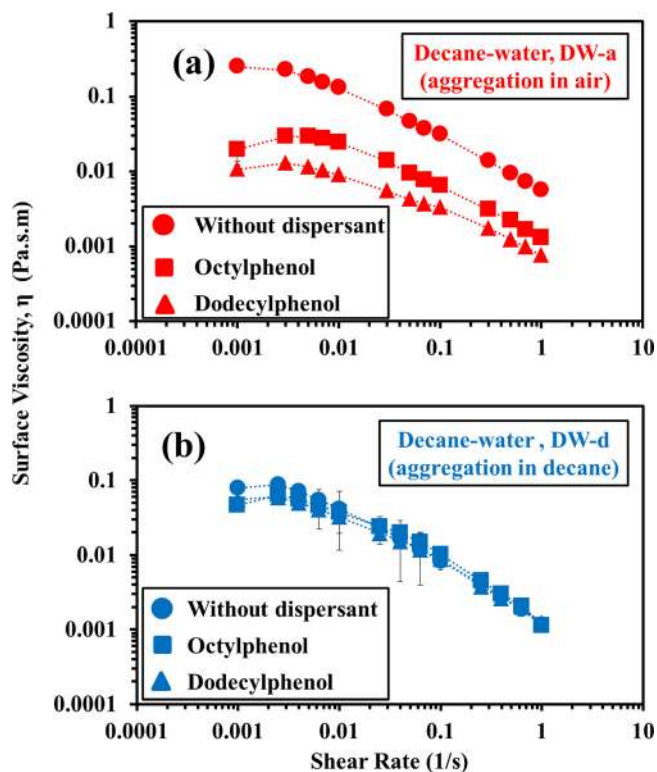 1
(a)
Decane-water, DW-a
(aggregation in air)
0.1
0.01
0.001
0.0001
Without dispersant
Octylphenol
Dodecylphenol
0.0001 0.001 0.01 0.1 1 10
Surface Viscosity, η (Pa.s.m)
1
(b)
Decane-water , DW-d
(aggregation in decane)
0.1
0.01
0.001
0.0001
Without dispersant
Octylphenol
Dodecylphenol
0.0001 0.001 0.01 0.1 1 10
Shear Rate (1/s)